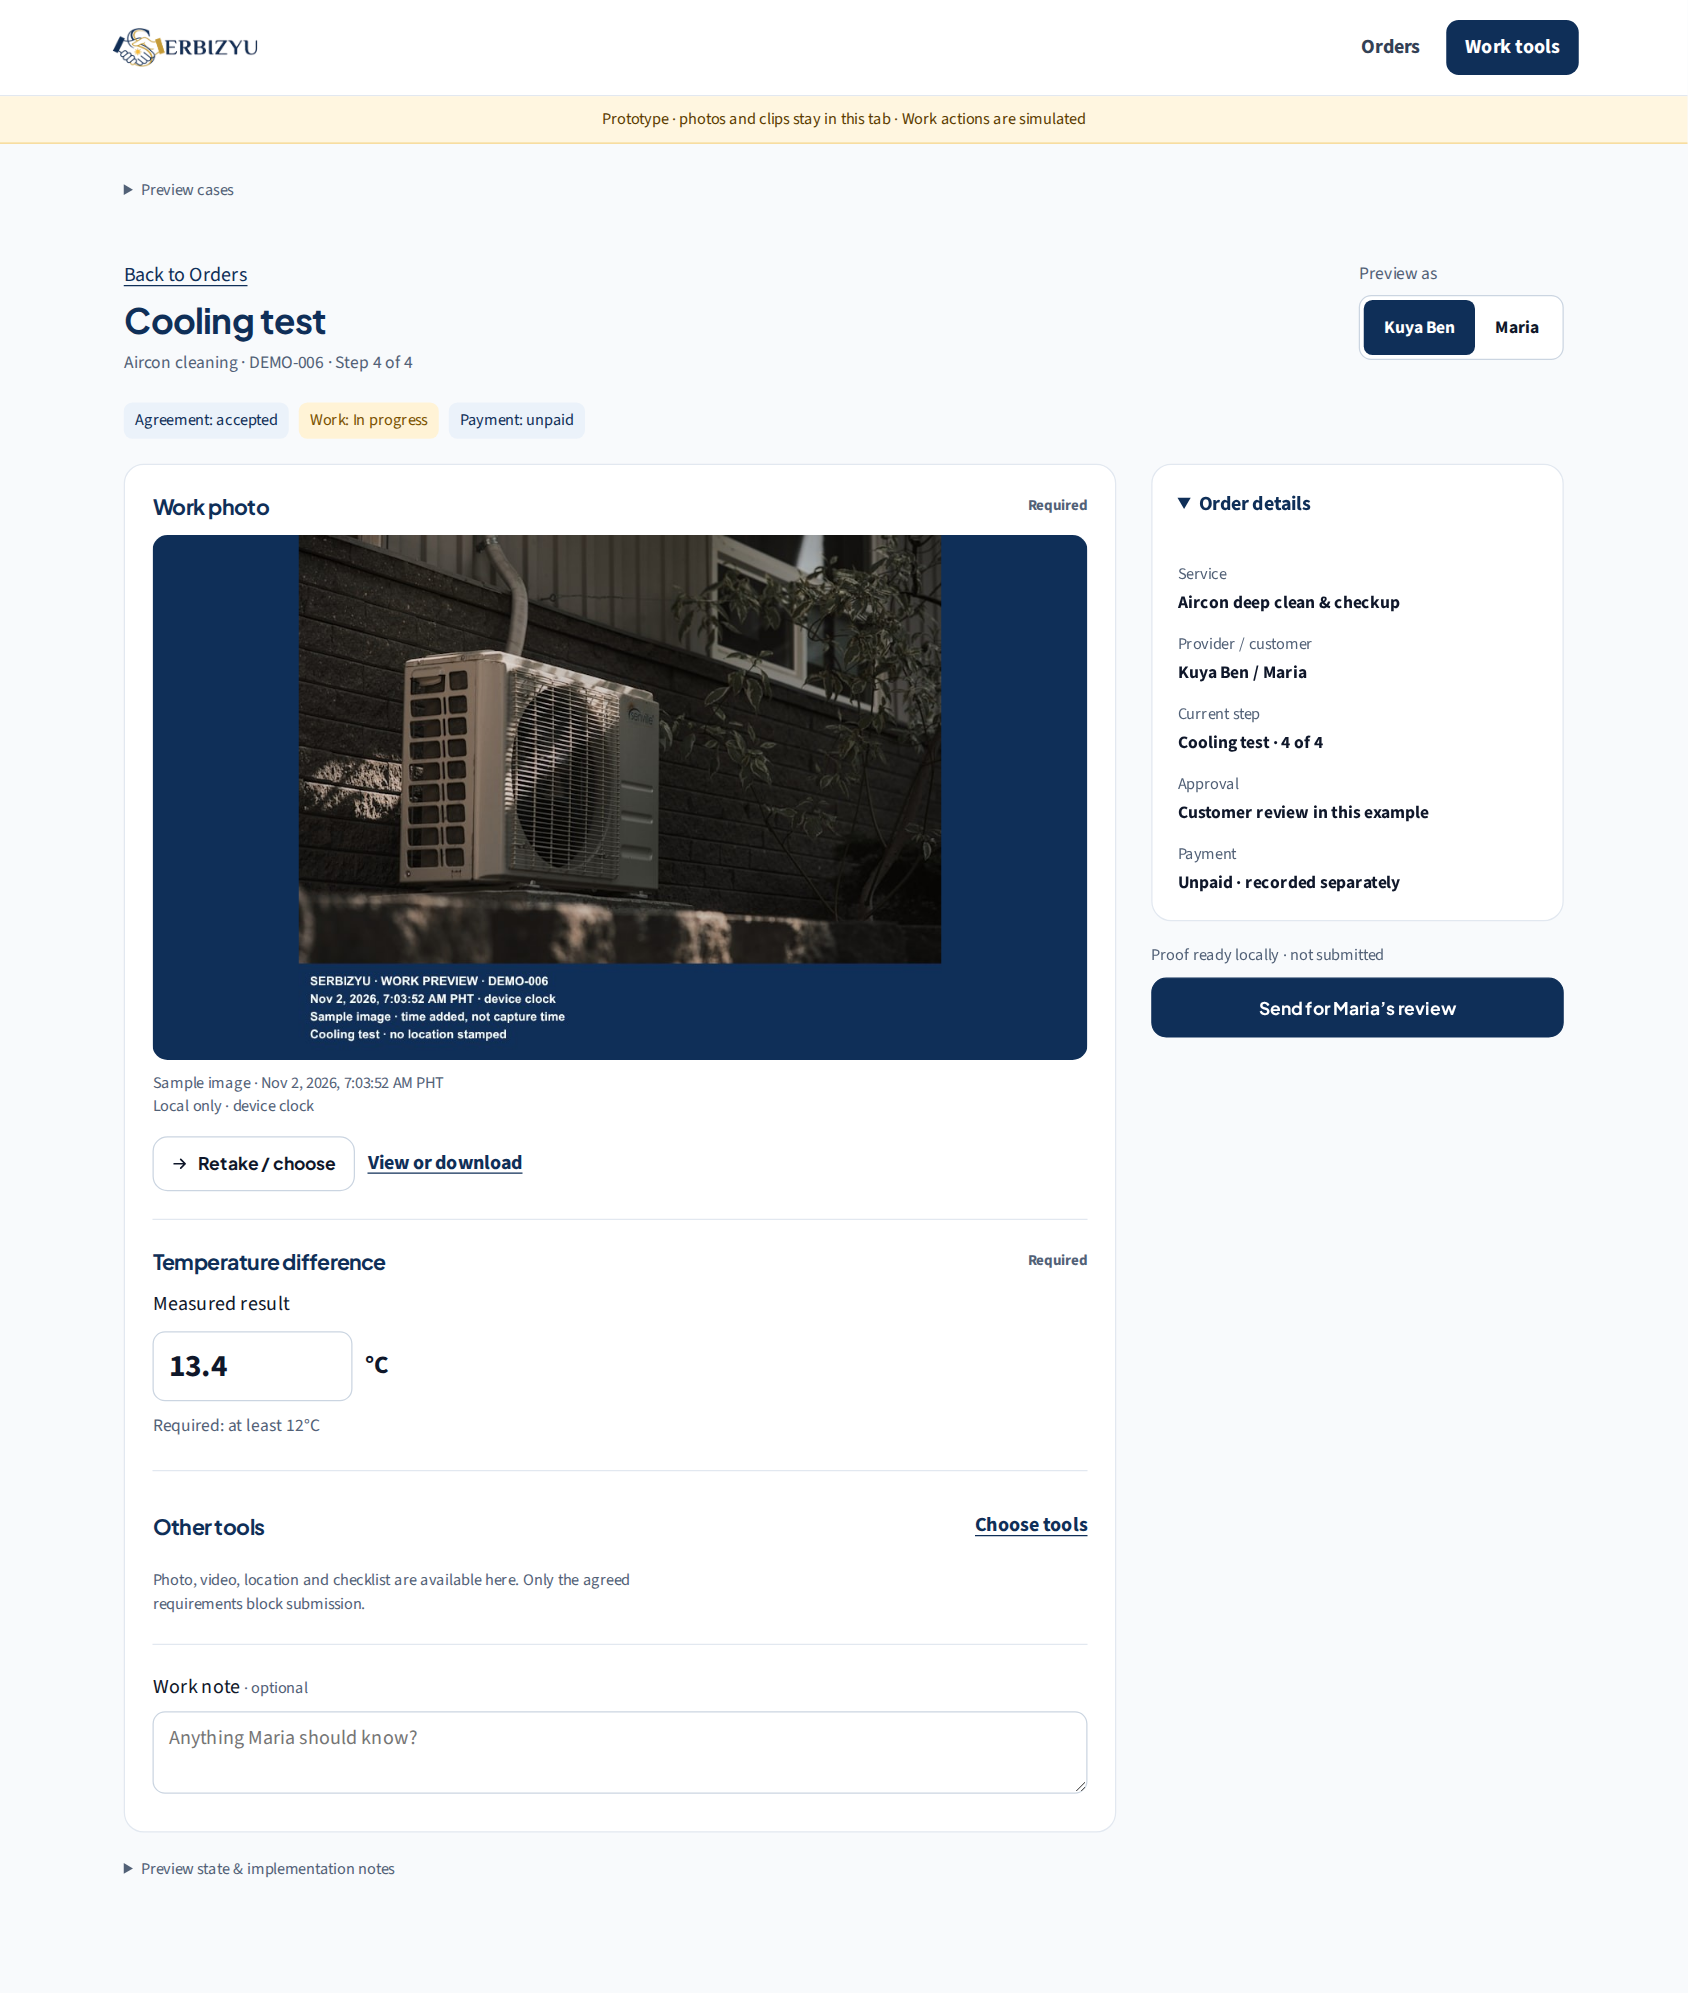 SERBIZYU
Orders
Work tools
Prototype · photos and clips stay in this tab · Work actions are simulated
Preview cases
Back to Orders
Preview as
Cooling test
Kuya Ben
Maria
Aircon cleaning · DEMO-006 · Step 4 of 4
Agreement: accepted
Work: In progress
Payment: unpaid
Work photo
Required
SERBIZYU · WORK PREVIEW · DEMO-006
Nov 2, 2026, 7:03:52 AM PHT · device clock
Sample image · time added, not capture time
Cooling test · no location stamped
Sample image · Nov 2, 2026, 7:03:52 AM PHT
Local only · device clock
→ Retake / choose
View or download
Temperature difference
Required
Measured result
13.4
°C
Required: at least 12°C
Other tools
Choose tools
Photo, video, location and checklist are available here. Only the agreed
requirements block submission.
Work note · optional
Anything Maria should know?
Order details
Service
Aircon deep clean & checkup
Provider / customer
Kuya Ben / Maria
Current step
Cooling test · 4 of 4
Approval
Customer review in this example
Payment
Unpaid · recorded separately
Proof ready locally · not submitted
Send for Maria’s review
Preview state & implementation notes